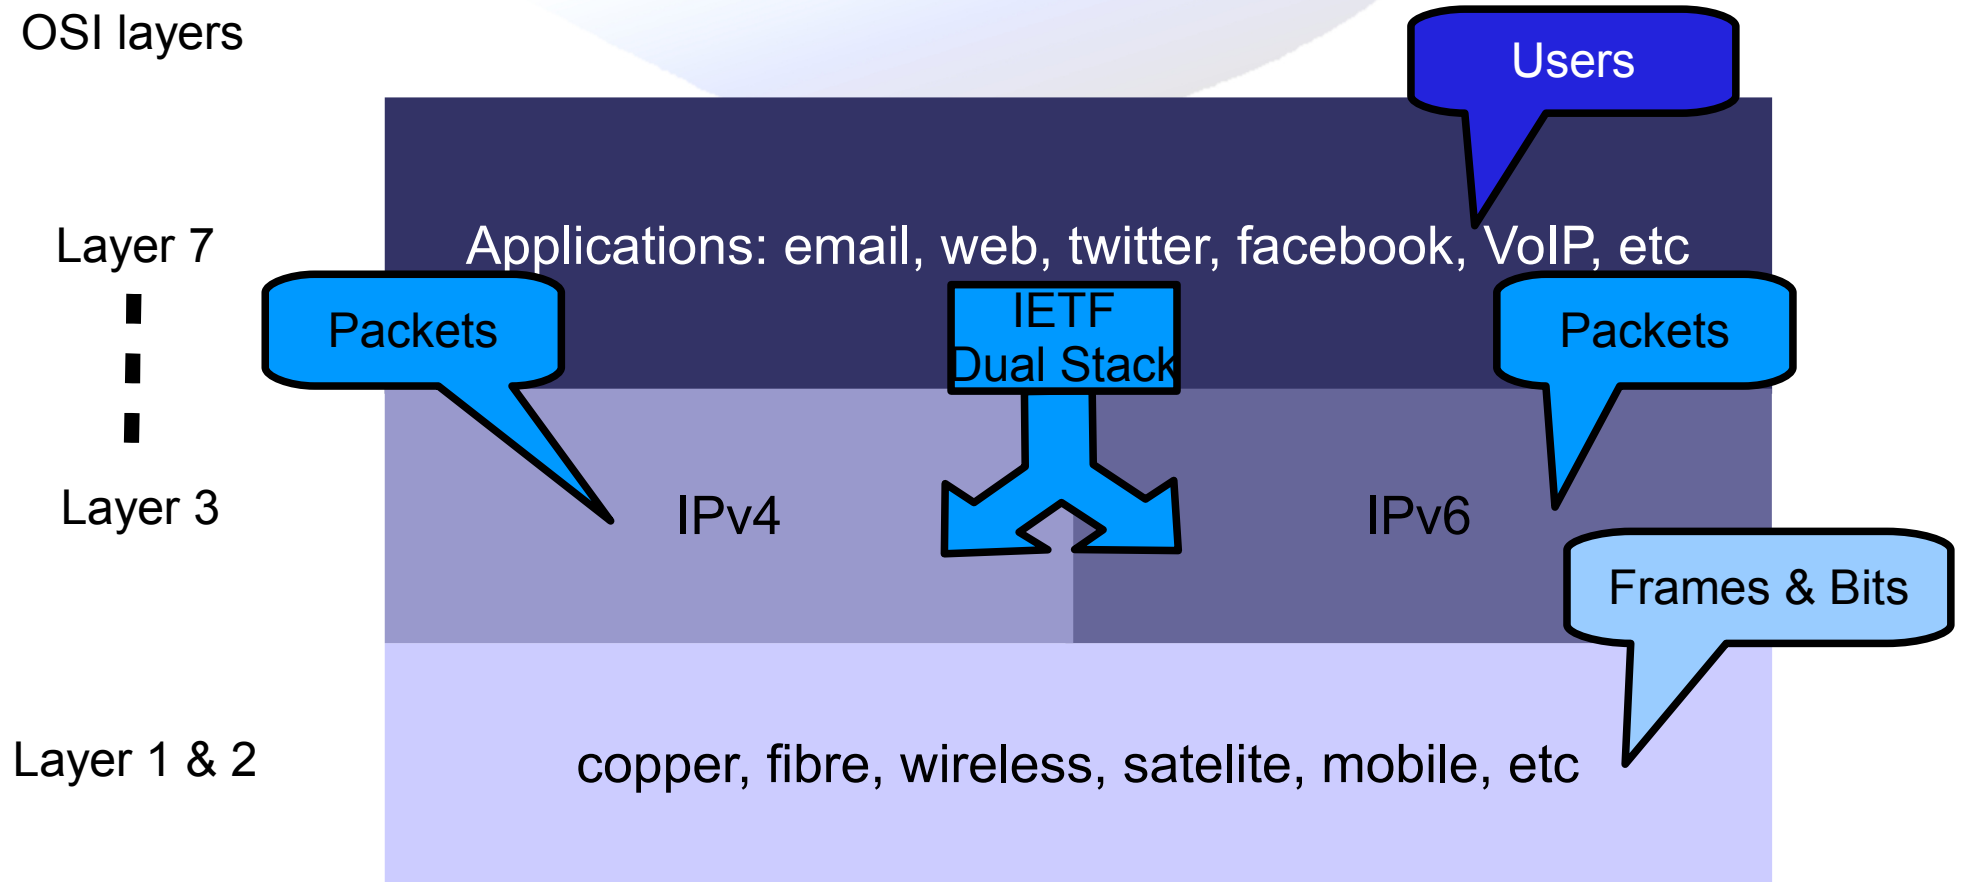 OSI layers
Users
Layer 7
Applications: email, web, twitter, facebook, VoIP, etc
Packets
IETF
Dual Stack
Packets
Layer 3
IPv4
IPv6
Frames & Bits
Layer 1 & 2
copper, fibre, wireless, satelite, mobile, etc